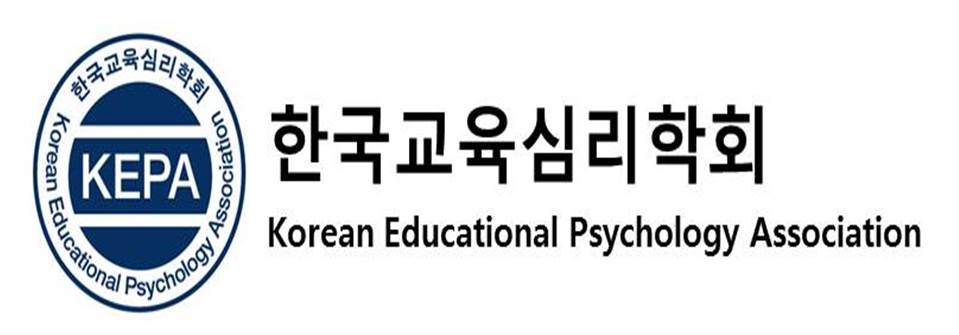 한국교육심리학회
KEPA
Korean Educational Psychology Association
한국교육심리학회
Korean Educational Psychology Association